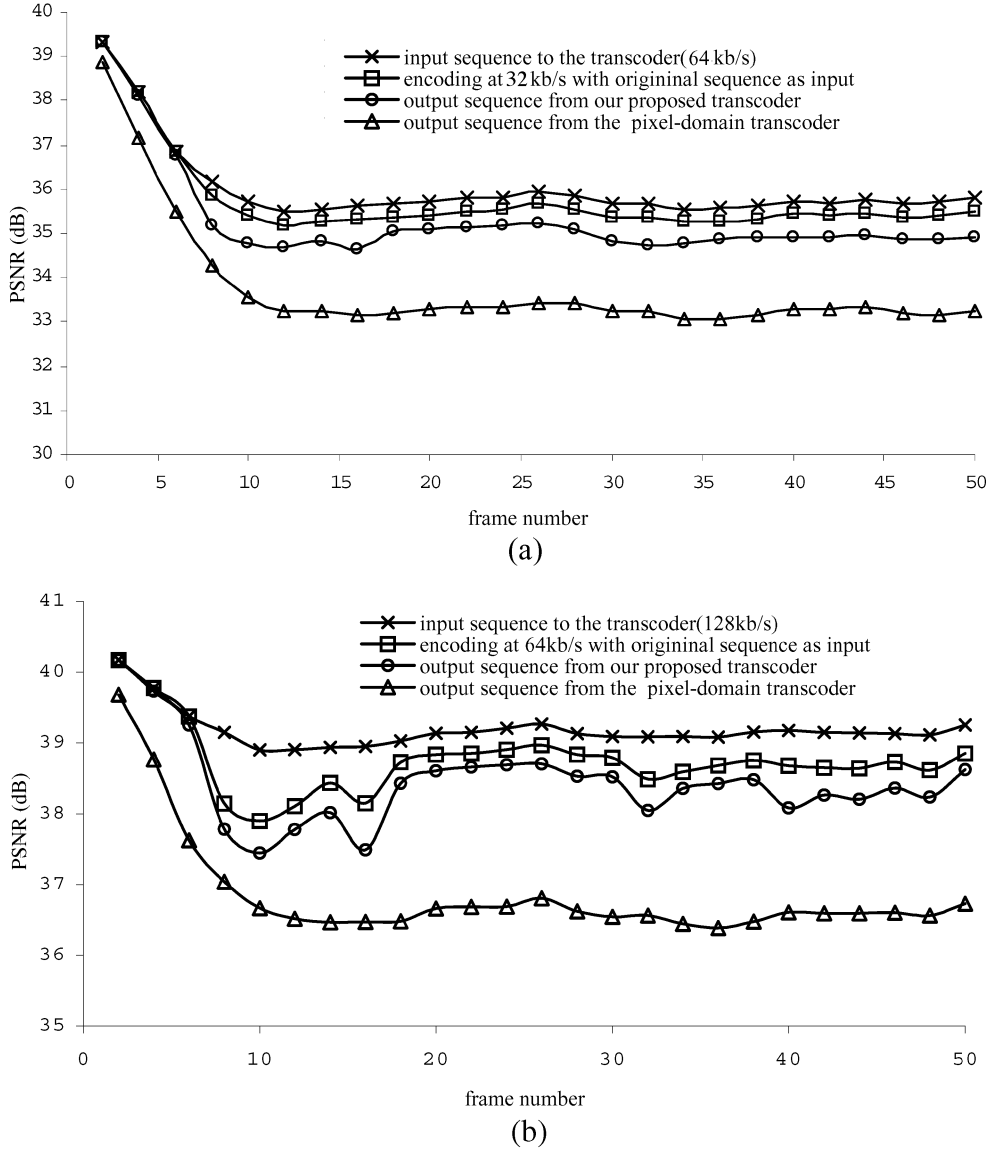 40
39
38
37
36
35
34
33
32
31
30
PSNR (dB)
input sequence to the transcoder(64 kb/s)
encoding at 32 kb/s with origininal sequence as input
output sequence from our proposed transcoder
output sequence from the pixel-domain transcoder
0 5 10 15 20 25 30 35 40 45 50
frame number
(a)
41
40
39
38
37
36
35
PSNR (dB)
input sequence to the transcoder(128kb/s)
encoding at 64kb/s with origininal sequence as input
output sequence from our proposed transcoder
output sequence from the pixel-domain transcoder
0 10 20 30 40 50
frame number
(b)